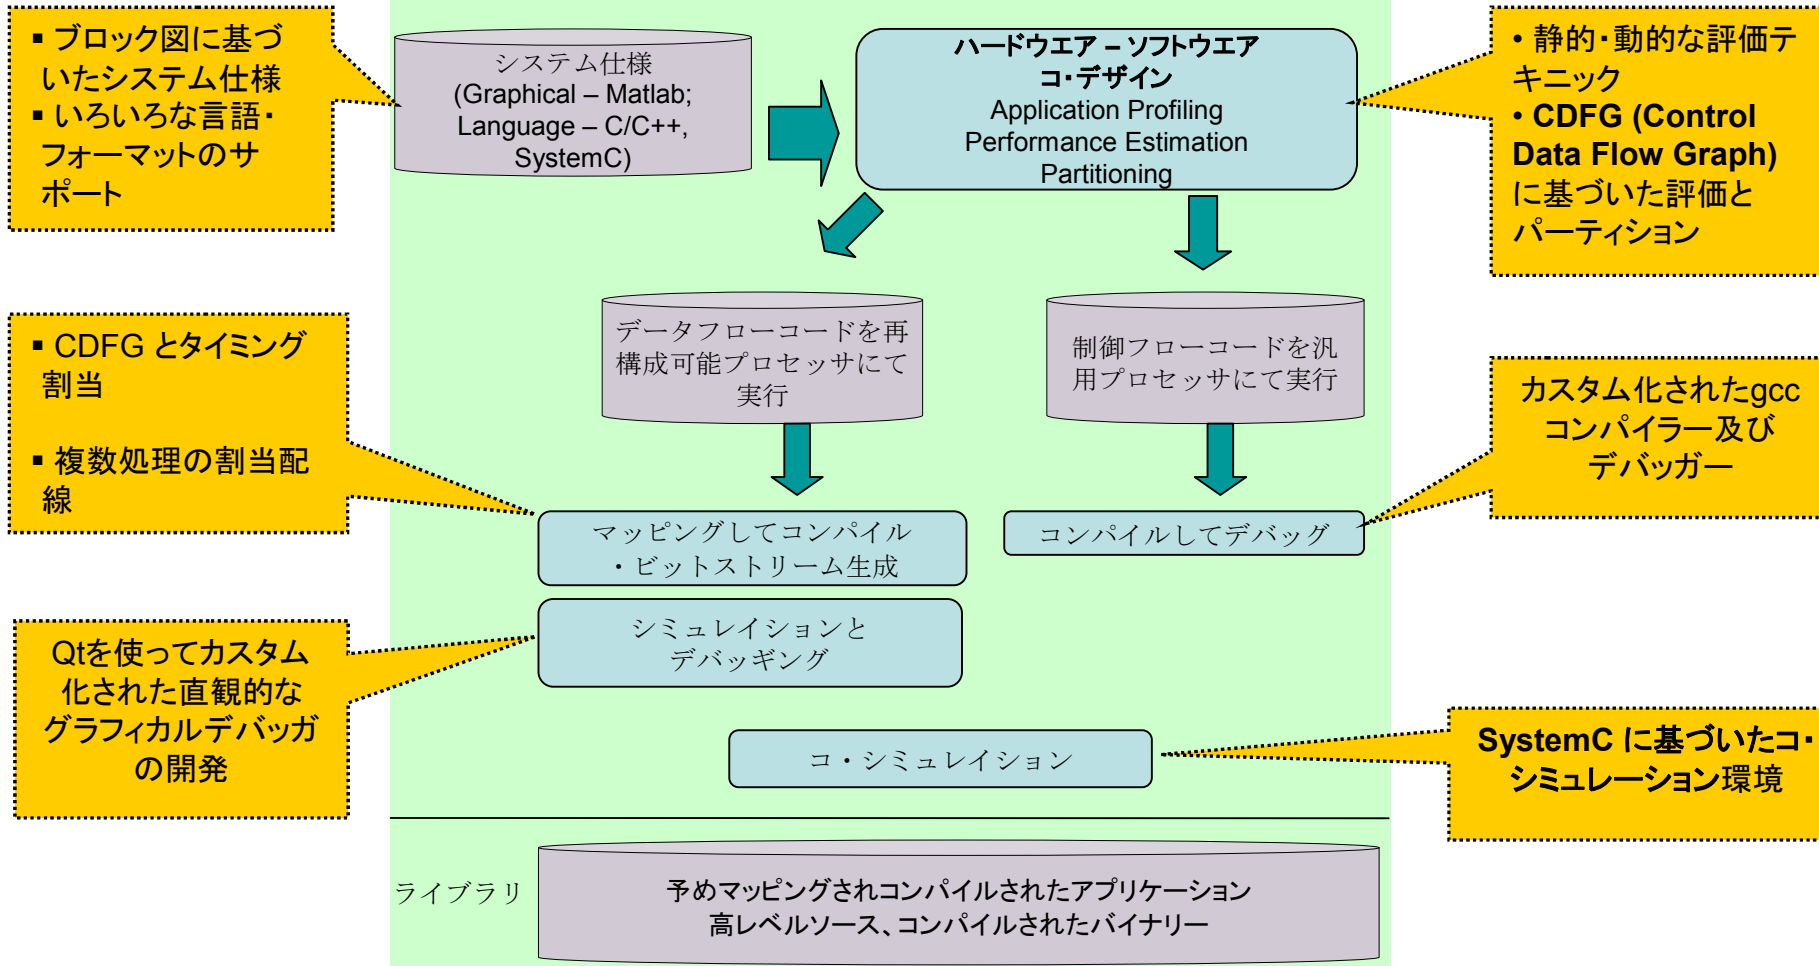 ▪ ブロック図に基づ
いたシステム仕様
▪ いろいろな言語・
フォーマットのサ
ポート
システム仕様
(Graphical – Matlab;
Language – C/C++,
SystemC)
ハードウエア – ソフトウエア
コ・デザイン
Application Profiling
Performance Estimation
Partitioning
• 静的・動的な評価テ
キニック
• CDFG (Control
Data Flow Graph)
に基づいた評価と
パーティション
データフローコードを再
構成可能プロセッサにて
実行
制御フローコードを汎
用プロセッサにて実行
▪ CDFG とタイミング
割当
▪ 複数処理の割当配
線
カスタム化されたgcc
コンパイラー及び
デバッガー
マッピングしてコンパイル
・ビットストリーム生成
コンパイルしてデバッグ
シミュレイションと
デバッギング
Qtを使ってカスタム
化された直観的な
グラフィカルデバッガ
の開発
コ・シミュレイション
SystemC に基づいたコ・
シミュレーション環境
ライブラリ
予めマッピングされコンパイルされたアプリケーション
高レベルソース、コンパイルされたバイナリー